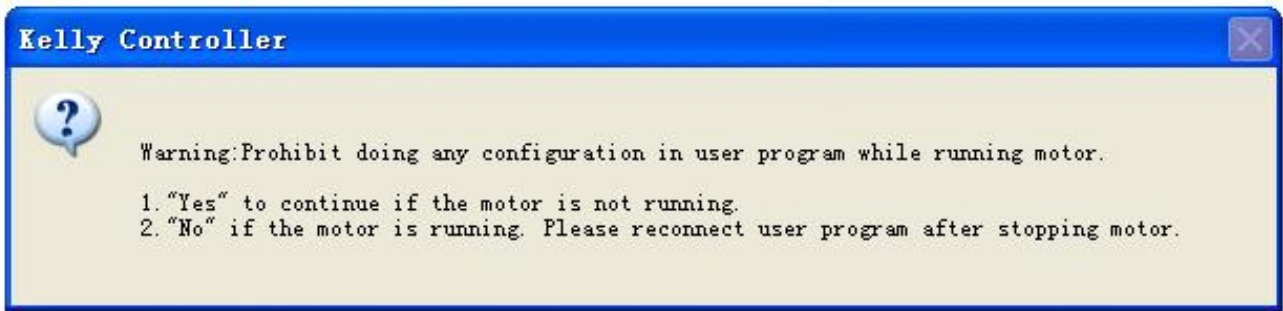 Kelly Controller
Warning:Prohibit doing any configuration in user program while running motor.
1."Yes" to continue if the motor is not running.
2."No" if the motor is running. Please reconnect user program after stopping motor.